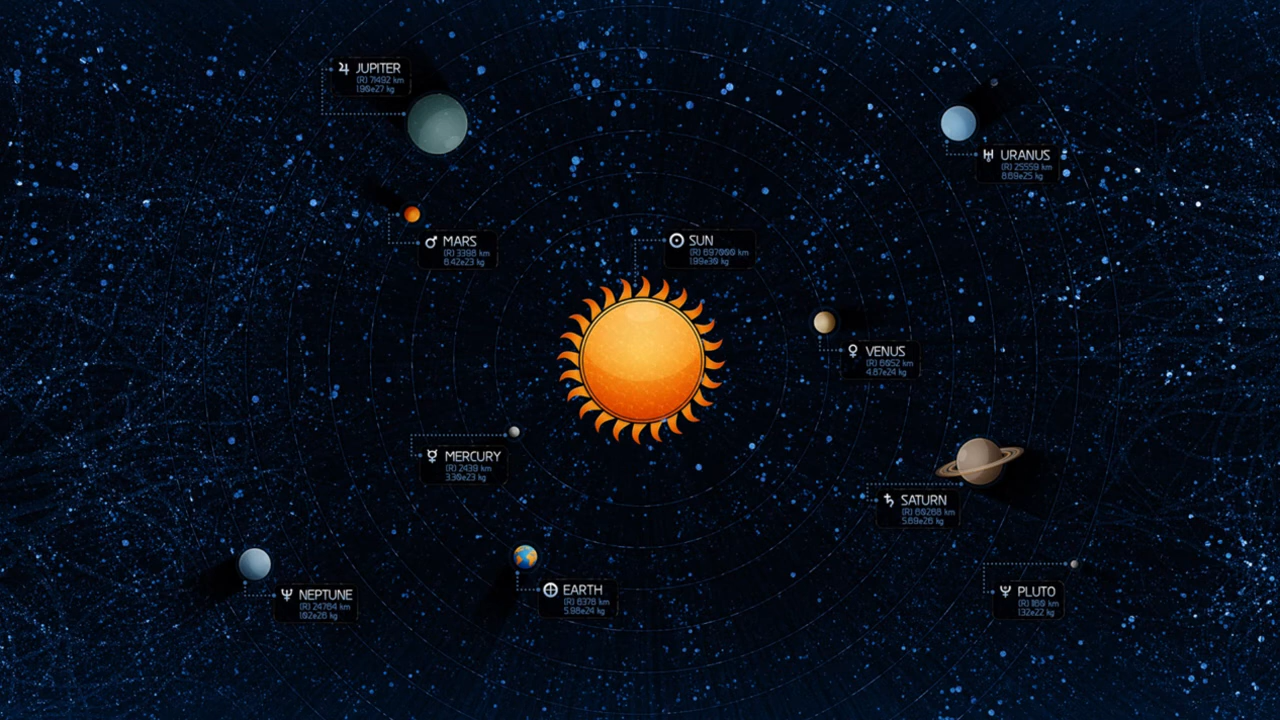 ♃ JUPITER
(R) 71492 km
1.90e27 kg
♅ URANUS
(R) 25559 km
8.69e25 kg
♂ MARS
(R) 3398 km
6.42e23 kg
☉ SUN
(R) 697000 km
1.99e30 kg
♀ VENUS
(R) 6052 km
4.87e24 kg
☿ MERCURY
(R) 2439 km
3.30e23 kg
♄ SATURN
(R) 60268 km
5.69e26 kg
♆ NEPTUNE
(R) 24764 km
1.02e26 kg
⊕ EARTH
(R) 6378 km
5.98e24 kg
♆ PLUTO
(R) 1160 km
1.32e22 kg